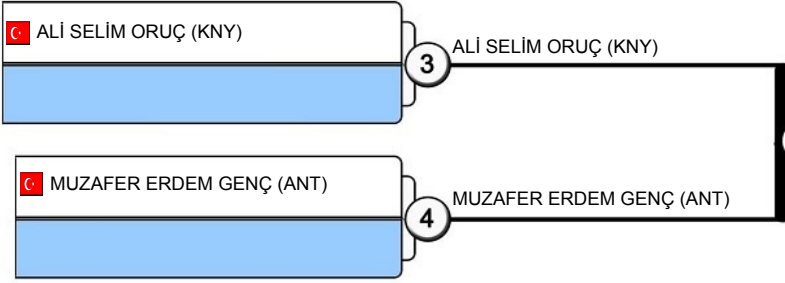 ALİ SELİM ORUÇ (KNY)
3
ALİ SELİM ORUÇ (KNY)
MUZAFER ERDEM GENÇ (ANT)
4
MUZAFER ERDEM GENÇ (ANT)